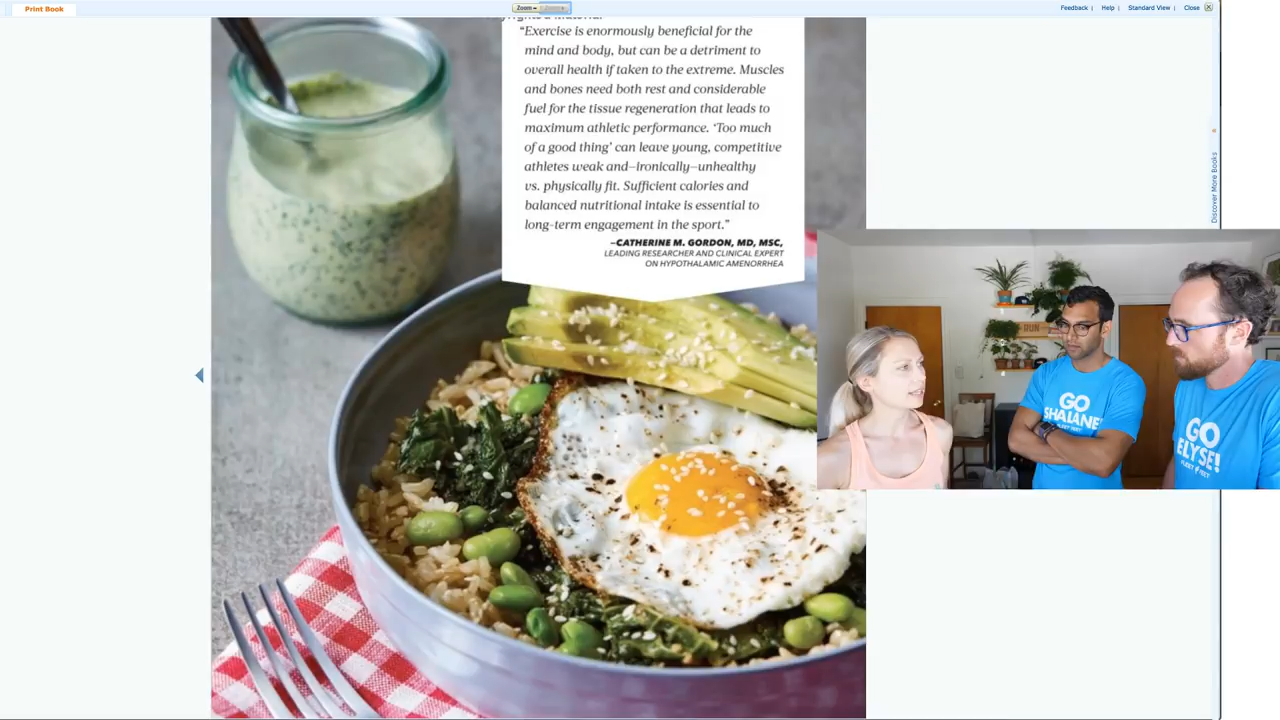 Print Book
Zoom
Feedback | Help | Standard View | Close
"Exercise is enormously beneficial for the
mind and body, but can be a detriment to
overall health if taken to the extreme. Muscles
and bones need both rest and considerable
fuel for the tissue regeneration that leads to
maximum athletic performance. 'Too much
of a good thing' can leave young, competitive
athletes weak and—ironically—unhealthy
vs. physically fit. Sufficient calories and
balanced nutritional intake is essential to
long-term engagement in the sport."
—CATHERINE M. GORDON, MD, MSC,
LEADING RESEARCHER AND CLINICAL EXPERT
ON HYPOTHALAMIC AMENORRHEA
Discover More Books
RUN
GO
SHALANE!
GO
ELYSE!
FLEET FEET